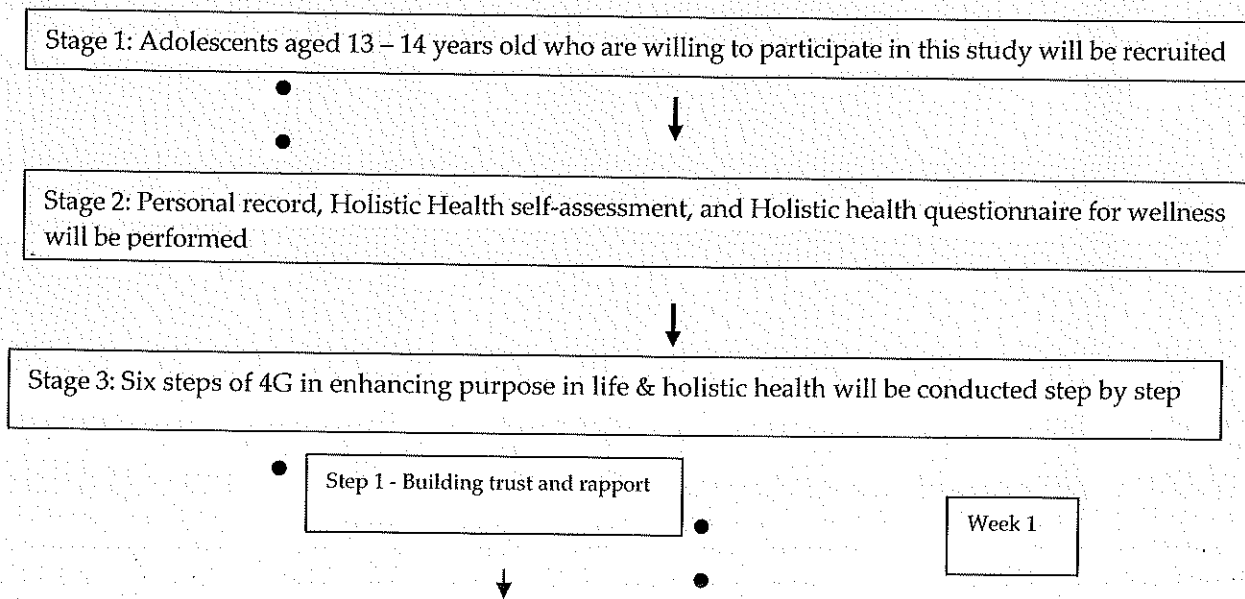 Stage 1: Adolescents aged 13 – 14 years old who are willing to participate in this study will be recruited
Stage 2: Personal record, Holistic Health self-assessment, and Holistic health questionnaire for wellness
will be performed
Stage 3: Six steps of 4G in enhancing purpose in life & holistic health will be conducted step by step
Step 1 - Building trust and rapport
Week 1